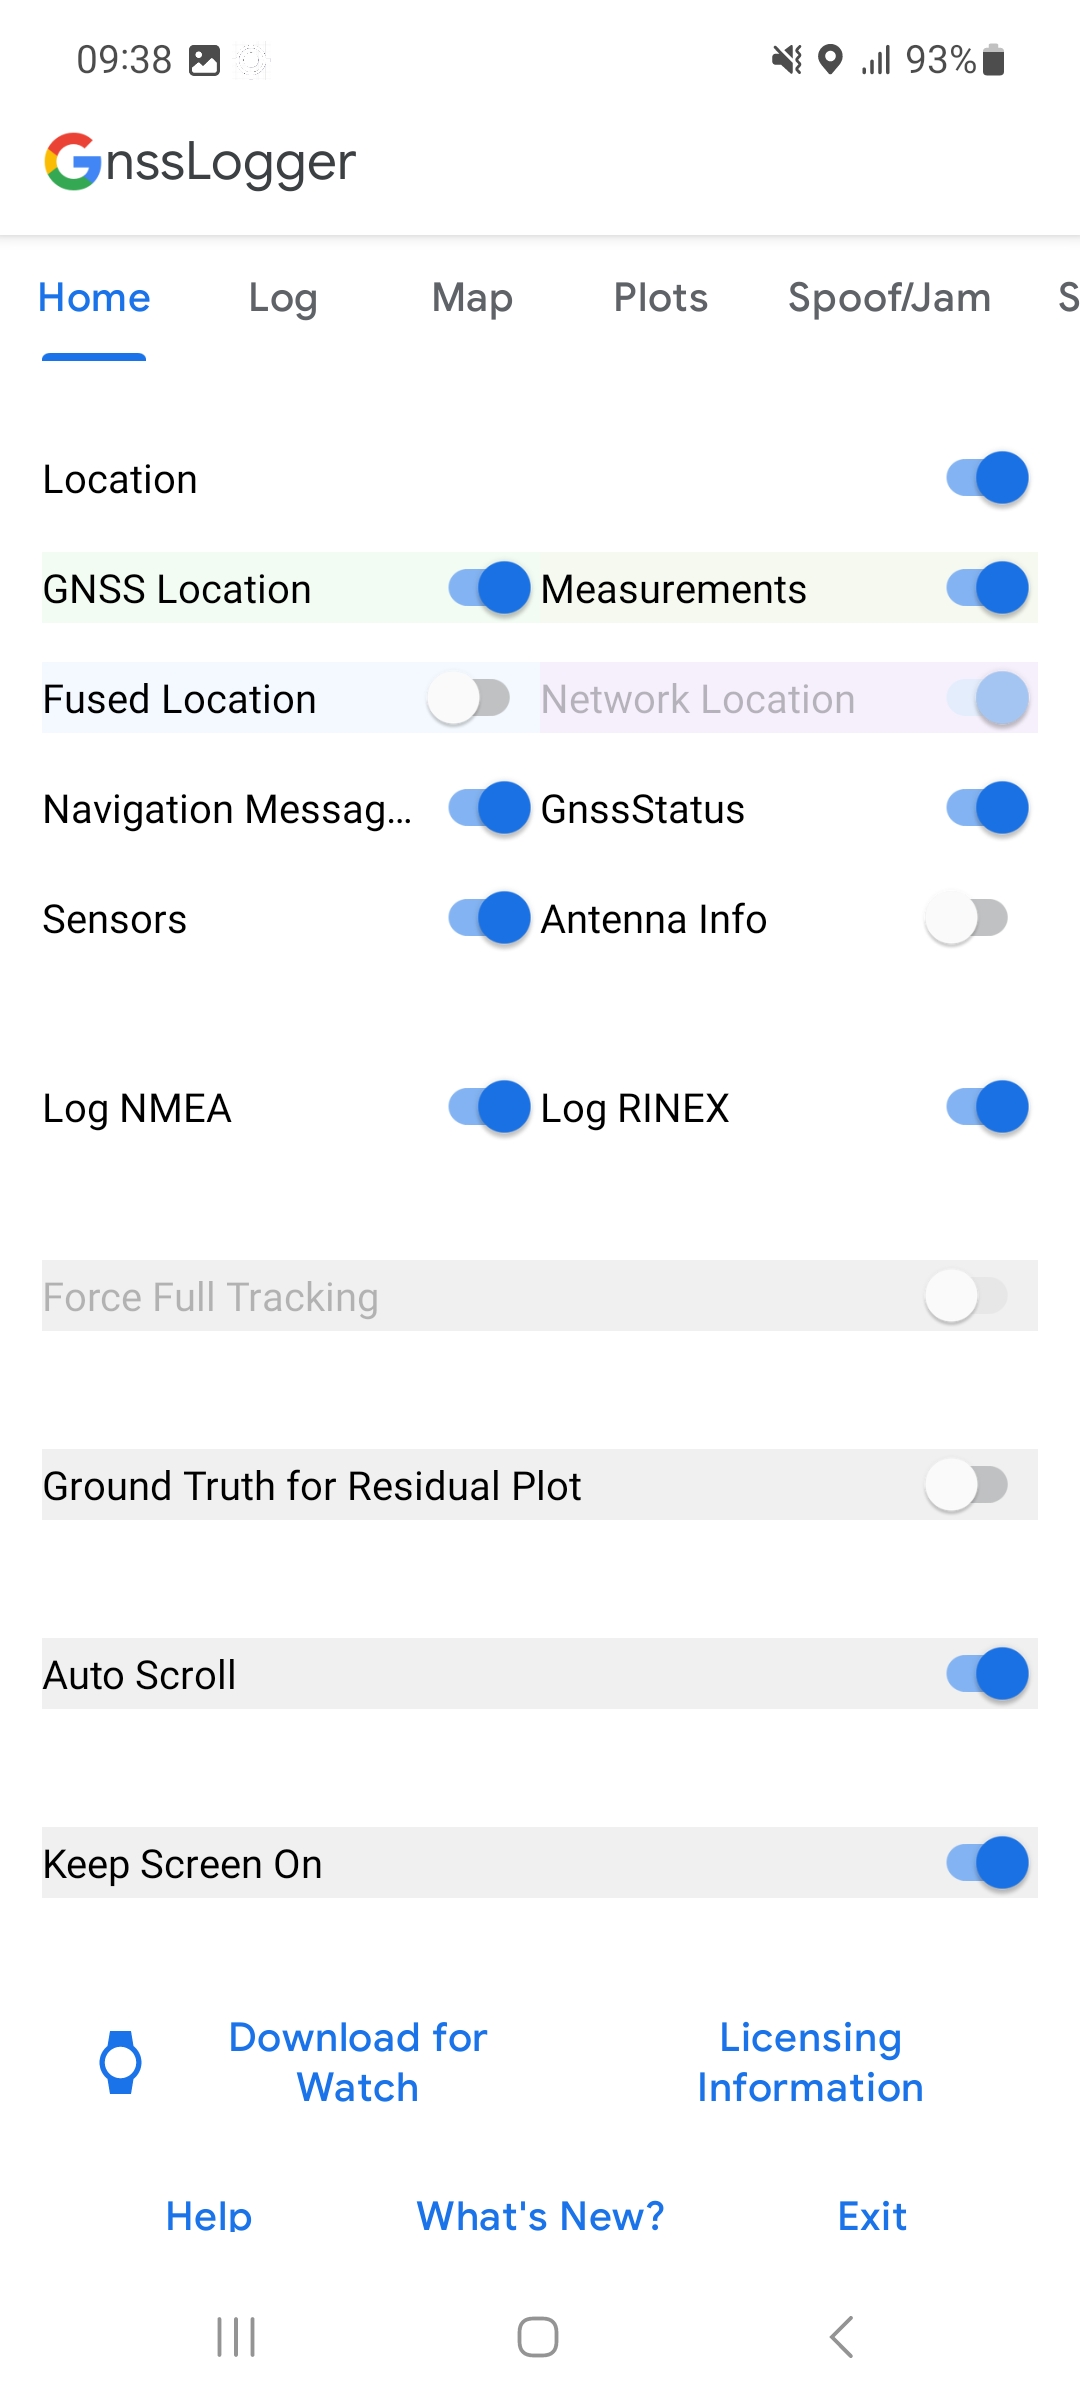 09:38 93%
GnssLogger
Home Log Map Plots Spoof/Jam S
Location
GNSS Location Measurements
Fused Location Network Location
Navigation Messag... GnssStatus
Sensors Antenna Info
Log NMEA Log RINEX
Force Full Tracking
Ground Truth for Residual Plot
Auto Scroll
Keep Screen On
Download for
Watch
Licensing
Information
Help What's New? Exit